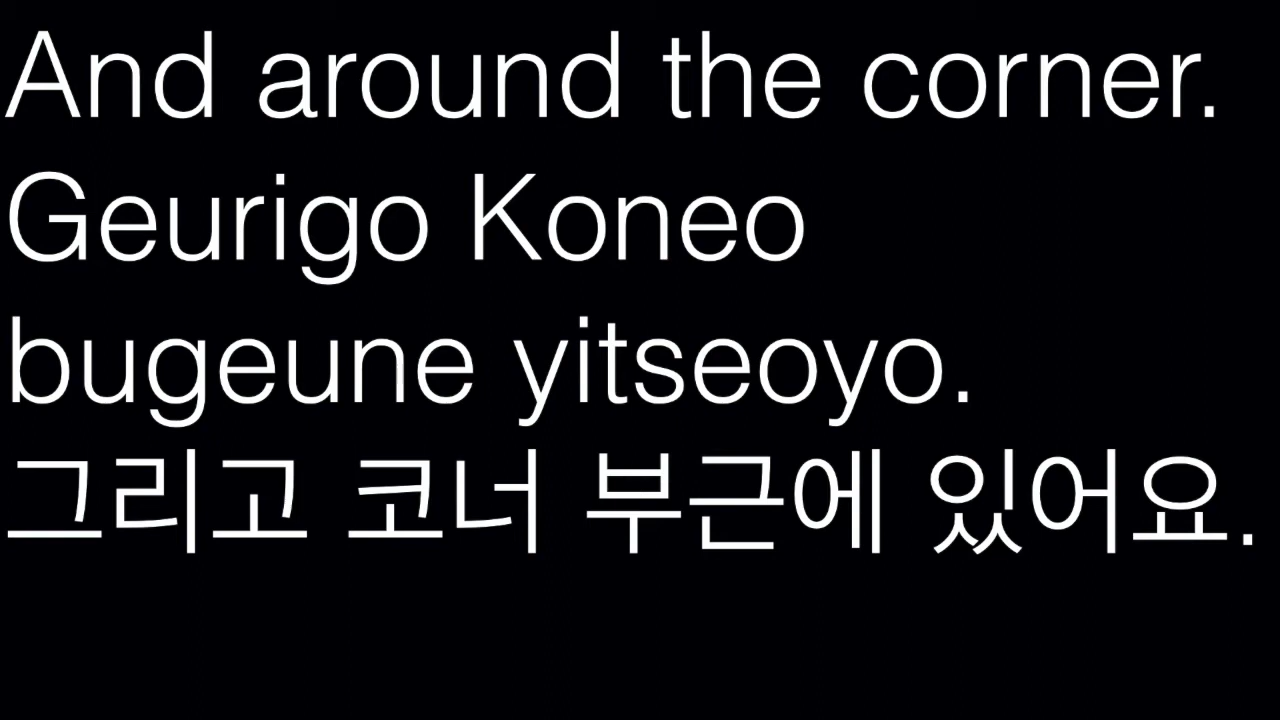 And around the corner.
Geurigo Koneo
bugeune yitseoyo.
그리고 코너 부근에 있어요.